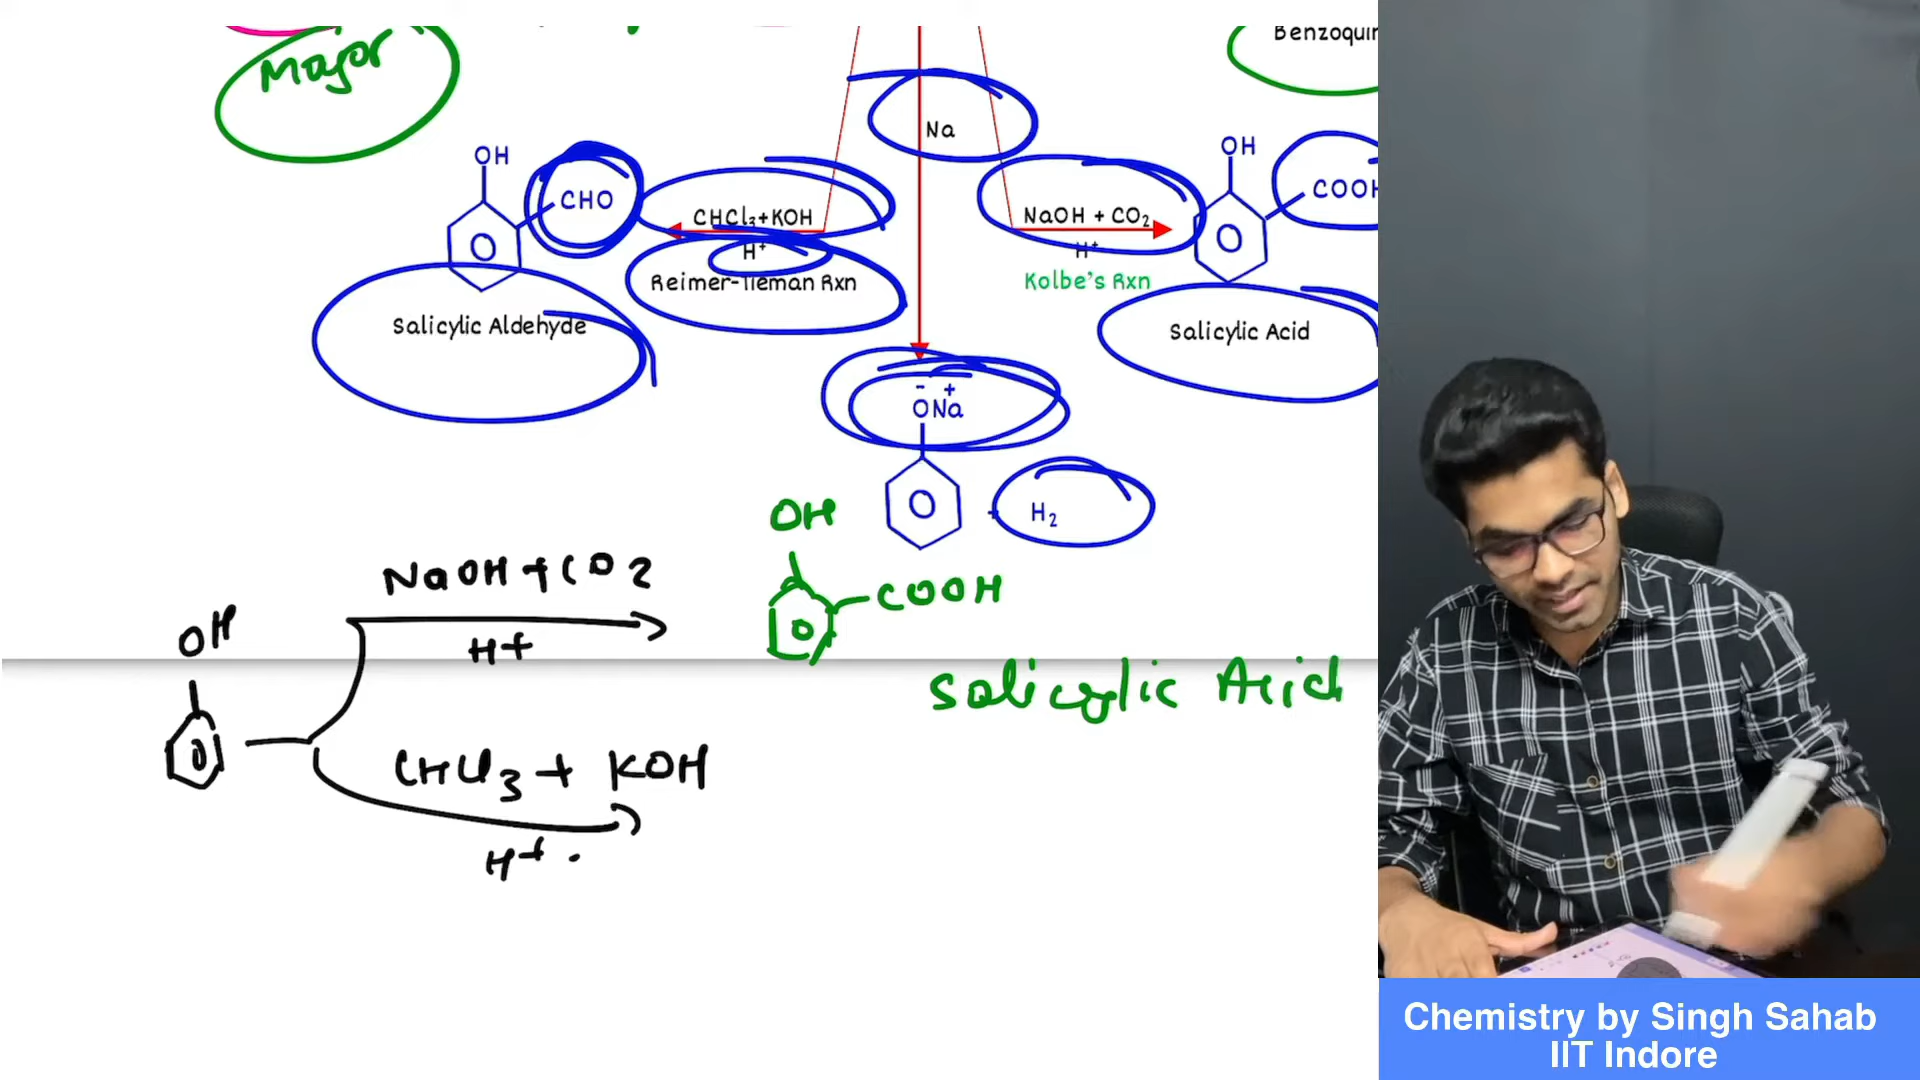 Major
Benzoquin
Na
OH
CHO
CHCl3+KOH
H+
Reimer-Tieman Rxn
Salicylic Aldehyde
NaOH + CO2
H+
Kolbe's Rxn
OH
COOH
Salicylic Acid
- +
ONa
+ H2
OH
COOH
Salicylic Acid
NaOH + CO2
H+
OH
CHCl3 + KOH
H+
Chemistry by Singh Sahab
IIT Indore